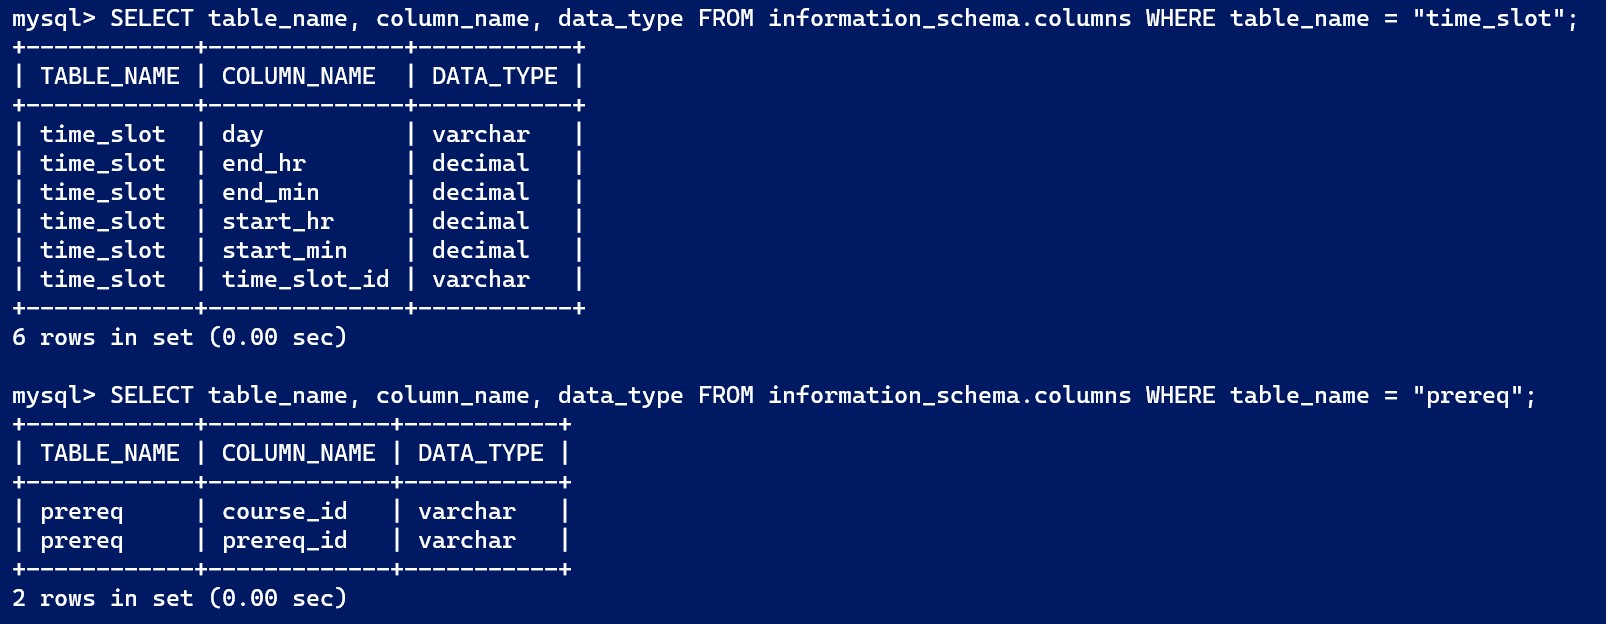 mysql> SELECT table_name, column_name, data_type FROM information_schema.columns WHERE table_name = "time_slot";
+------------+--------------+-----------+
| TABLE_NAME | COLUMN_NAME  | DATA_TYPE |
+------------+--------------+-----------+
| time_slot  | day          | varchar   |
| time_slot  | end_hr       | decimal   |
| time_slot  | end_min      | decimal   |
| time_slot  | start_hr     | decimal   |
| time_slot  | start_min    | decimal   |
| time_slot  | time_slot_id | varchar   |
+------------+--------------+-----------+
6 rows in set (0.00 sec)

mysql> SELECT table_name, column_name, data_type FROM information_schema.columns WHERE table_name = "prereq";
+------------+-------------+-----------+
| TABLE_NAME | COLUMN_NAME | DATA_TYPE |
+------------+-------------+-----------+
| prereq     | course_id   | varchar   |
| prereq     | prereq_id   | varchar   |
+------------+-------------+-----------+
2 rows in set (0.00 sec)